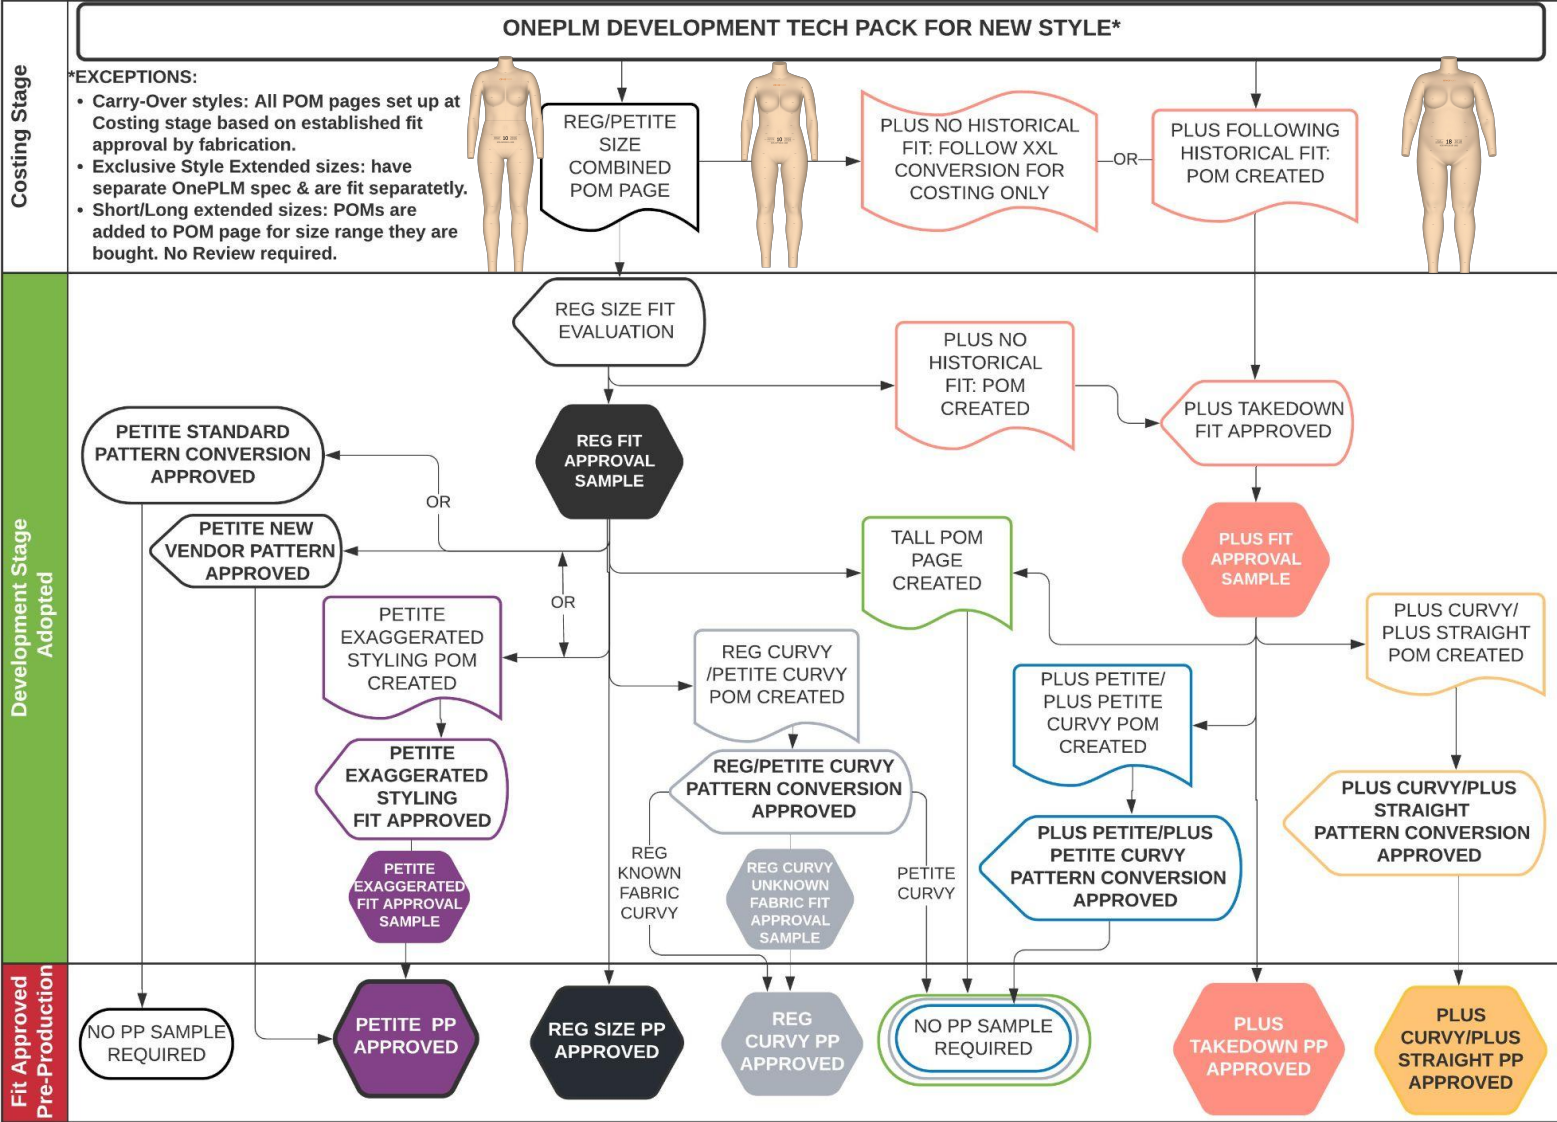 ONEPLM DEVELOPMENT TECH PACK FOR NEW STYLE*
Costing Stage
*EXCEPTIONS:
• Carry-Over styles: All POM pages set up at
Costing stage based on established fit
approval by fabrication.
• Exclusive Style Extended sizes: have
separate OnePLM spec & are fit separatetly.
• Short/Long extended sizes: POMs are
added to POM page for size range they are
bought. No Review required.
REG/PETITE
SIZE
COMBINED
POM PAGE
10
10
PLUS NO HISTORICAL
FIT: FOLLOW XXL
CONVERSION FOR
COSTING ONLY
OR
PLUS FOLLOWING
HISTORICAL FIT:
POM CREATED
18
Development Stage
Adopted
REG SIZE FIT
EVALUATION
PLUS NO
HISTORICAL
FIT: POM
CREATED
PLUS TAKEDOWN
FIT APPROVED
PETITE STANDARD
PATTERN CONVERSION
APPROVED
REG FIT
APPROVAL
SAMPLE
OR
PETITE NEW
VENDOR PATTERN
APPROVED
TALL POM
PAGE
CREATED
PLUS FIT
APPROVAL
SAMPLE
OR
PETITE
EXAGGERATED
STYLING POM
CREATED
REG CURVY
/PETITE CURVY
POM CREATED
PLUS CURVY/
PLUS STRAIGHT
POM CREATED
PLUS PETITE/
PLUS PETITE
CURVY POM
CREATED
PETITE
EXAGGERATED
STYLING
FIT APPROVED
REG/PETITE CURVY
PATTERN CONVERSION
APPROVED
PLUS CURVY/PLUS
STRAIGHT
PATTERN CONVERSION
APPROVED
PLUS PETITE/PLUS
PETITE CURVY
PATTERN CONVERSION
APPROVED
PETITE
EXAGGERATED
FIT APPROVAL
SAMPLE
REG
KNOWN
FABRIC
CURVY
REG CURVY
UNKNOWN
FABRIC FIT
APPROVAL
SAMPLE
PETITE
CURVY
Fit Approved
Pre-Production
NO PP SAMPLE
REQUIRED
PETITE PP
APPROVED
REG SIZE PP
APPROVED
REG
CURVY PP
APPROVED
NO PP SAMPLE
REQUIRED
PLUS
TAKEDOWN PP
APPROVED
PLUS
CURVY/PLUS
STRAIGHT PP
APPROVED